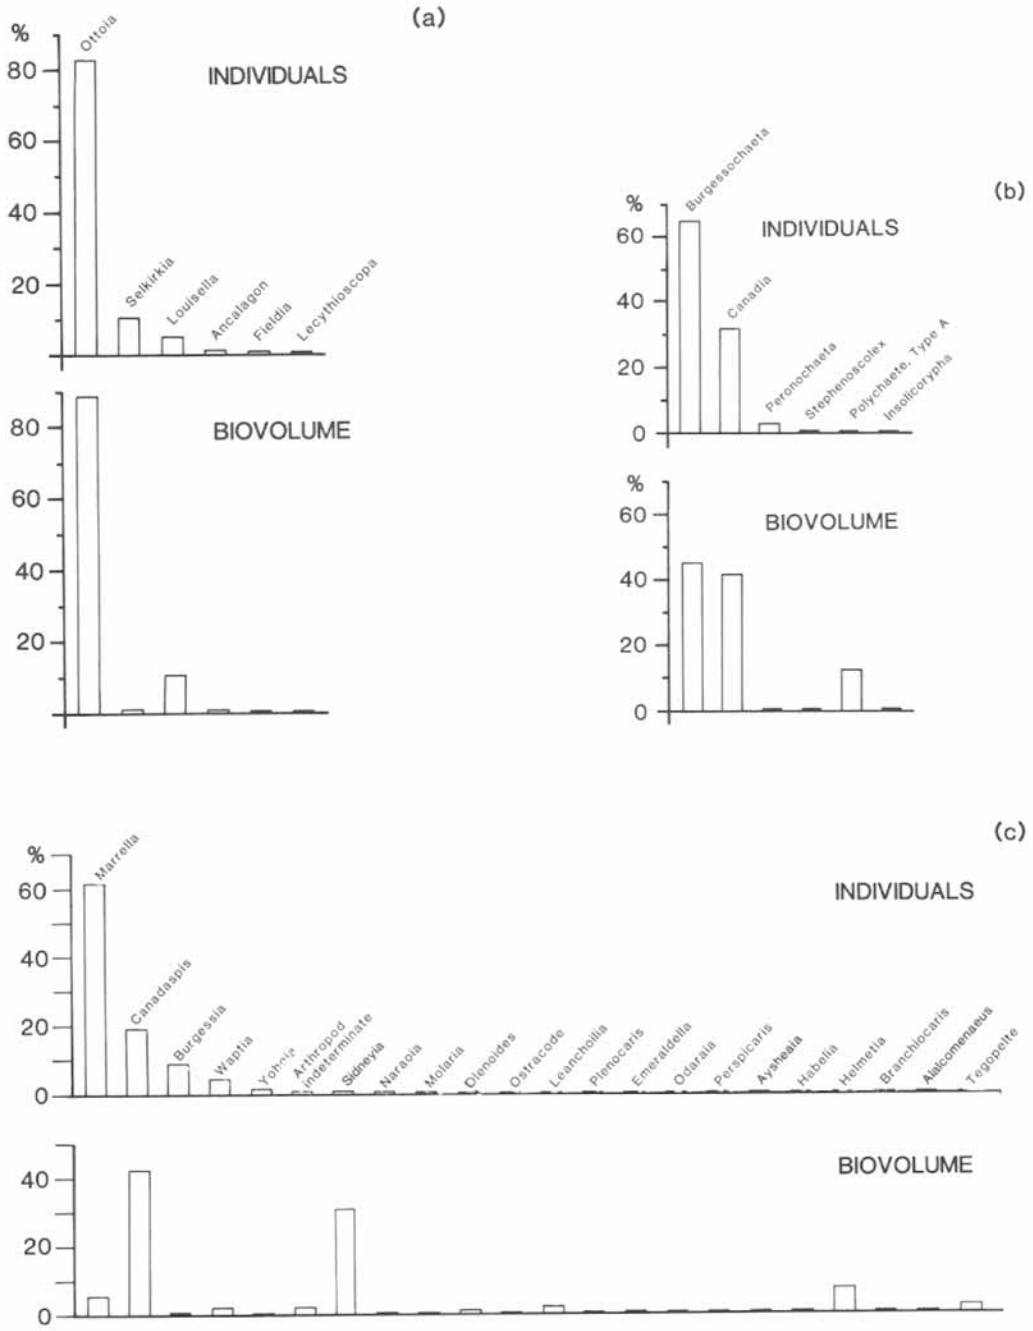 (a)
%
Ottoia
INDIVIDUALS
80
60
40
20
Selkirkia
Louisella
Ancalagon
Fieldia
Lecythioscopa
BIOVOLUME
80
60
40
20
(b)
%
Burgessochaeta
INDIVIDUALS
60
40
20
0
Canadia
Peronochaeta
Stephenoscolex
Polychaete, Type A
Insolicorypha
%
BIOVOLUME
60
40
20
0
(c)
%
Marrella
INDIVIDUALS
60
40
20
0
Canadaspis
Burgessia
Waptia
Arthropod
indeterminate
Sidneyia
Naraoia
Molaria
Olenoides
Ostracode
Leanchoilia
Plenocaris
Emeraldella
Odaraia
Perspicaris
Aysheaia
Habelia
Helmetia
Branchiocaris
Alalcomenaeus
Tegopelte
BIOVOLUME
40
20
0